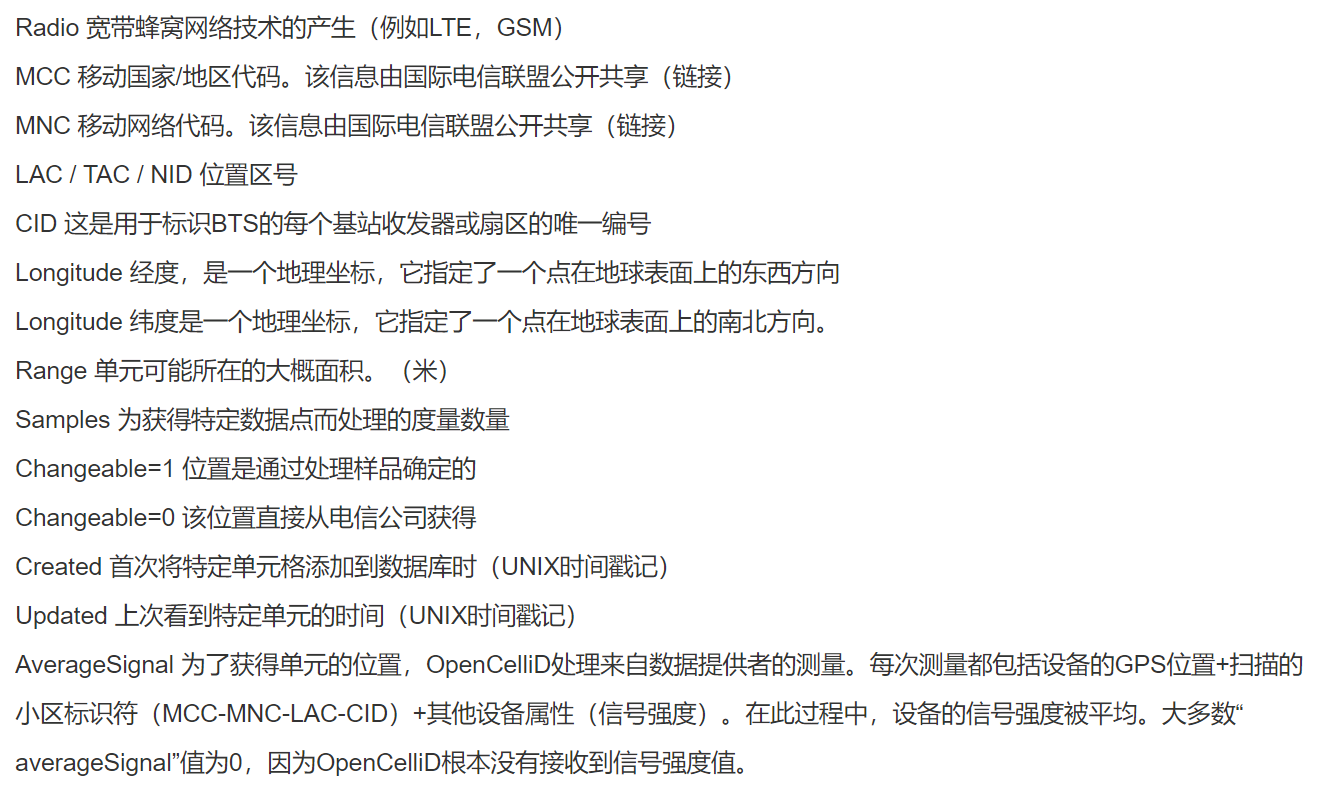 Radio 宽带蜂窝网络技术的产生（例如LTE，GSM）
MCC 移动国家/地区代码。该信息由国际电信联盟公开共享（链接）
MNC 移动网络代码。该信息由国际电信联盟公开共享（链接）
LAC / TAC / NID 位置区号
CID 这是用于标识BTS的每个基站收发器或扇区的唯一编号
Longitude 经度，是一个地理坐标，它指定了一个点在地球表面上的东西方向
Longitude 纬度是一个地理坐标，它指定了一个点在地球表面上的南北方向。
Range 单元可能所在的大概面积。（米）
Samples 为获得特定数据点而处理的度量数量
Changeable=1 位置是通过处理样品确定的
Changeable=0 该位置直接从电信公司获得
Created 首次将特定单元格添加到数据库时（UNIX时间戳记）
Updated 上次看到特定单元的时间（UNIX时间戳记）
AverageSignal 为了获得单元的位置，OpenCelliD处理来自数据提供者的测量。每次测量都包括设备的GPS位置+扫描的
小区标识符（MCC-MNC-LAC-CID）+其他设备属性（信号强度）。在此过程中，设备的信号强度被平均。大多数“
averageSignal”值为0，因为OpenCelliD根本没有接收到信号强度值。